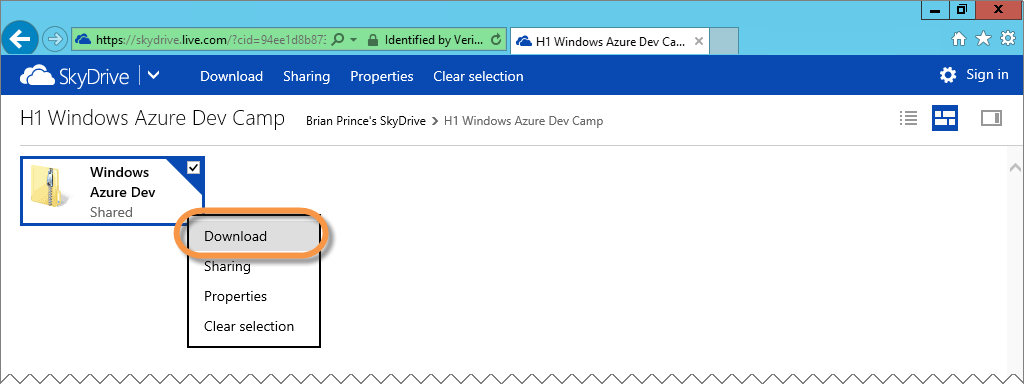 https://skydrive.live.com/?cid=94ee1d8b873
Identified by Veri...
H1 Windows Azure Dev Ca...
SkyDrive
Download
Sharing
Properties
Clear selection
Sign in
H1 Windows Azure Dev Camp
Brian Prince's SkyDrive > H1 Windows Azure Dev Camp
Windows
Azure Dev
Shared
Download
Sharing
Properties
Clear selection